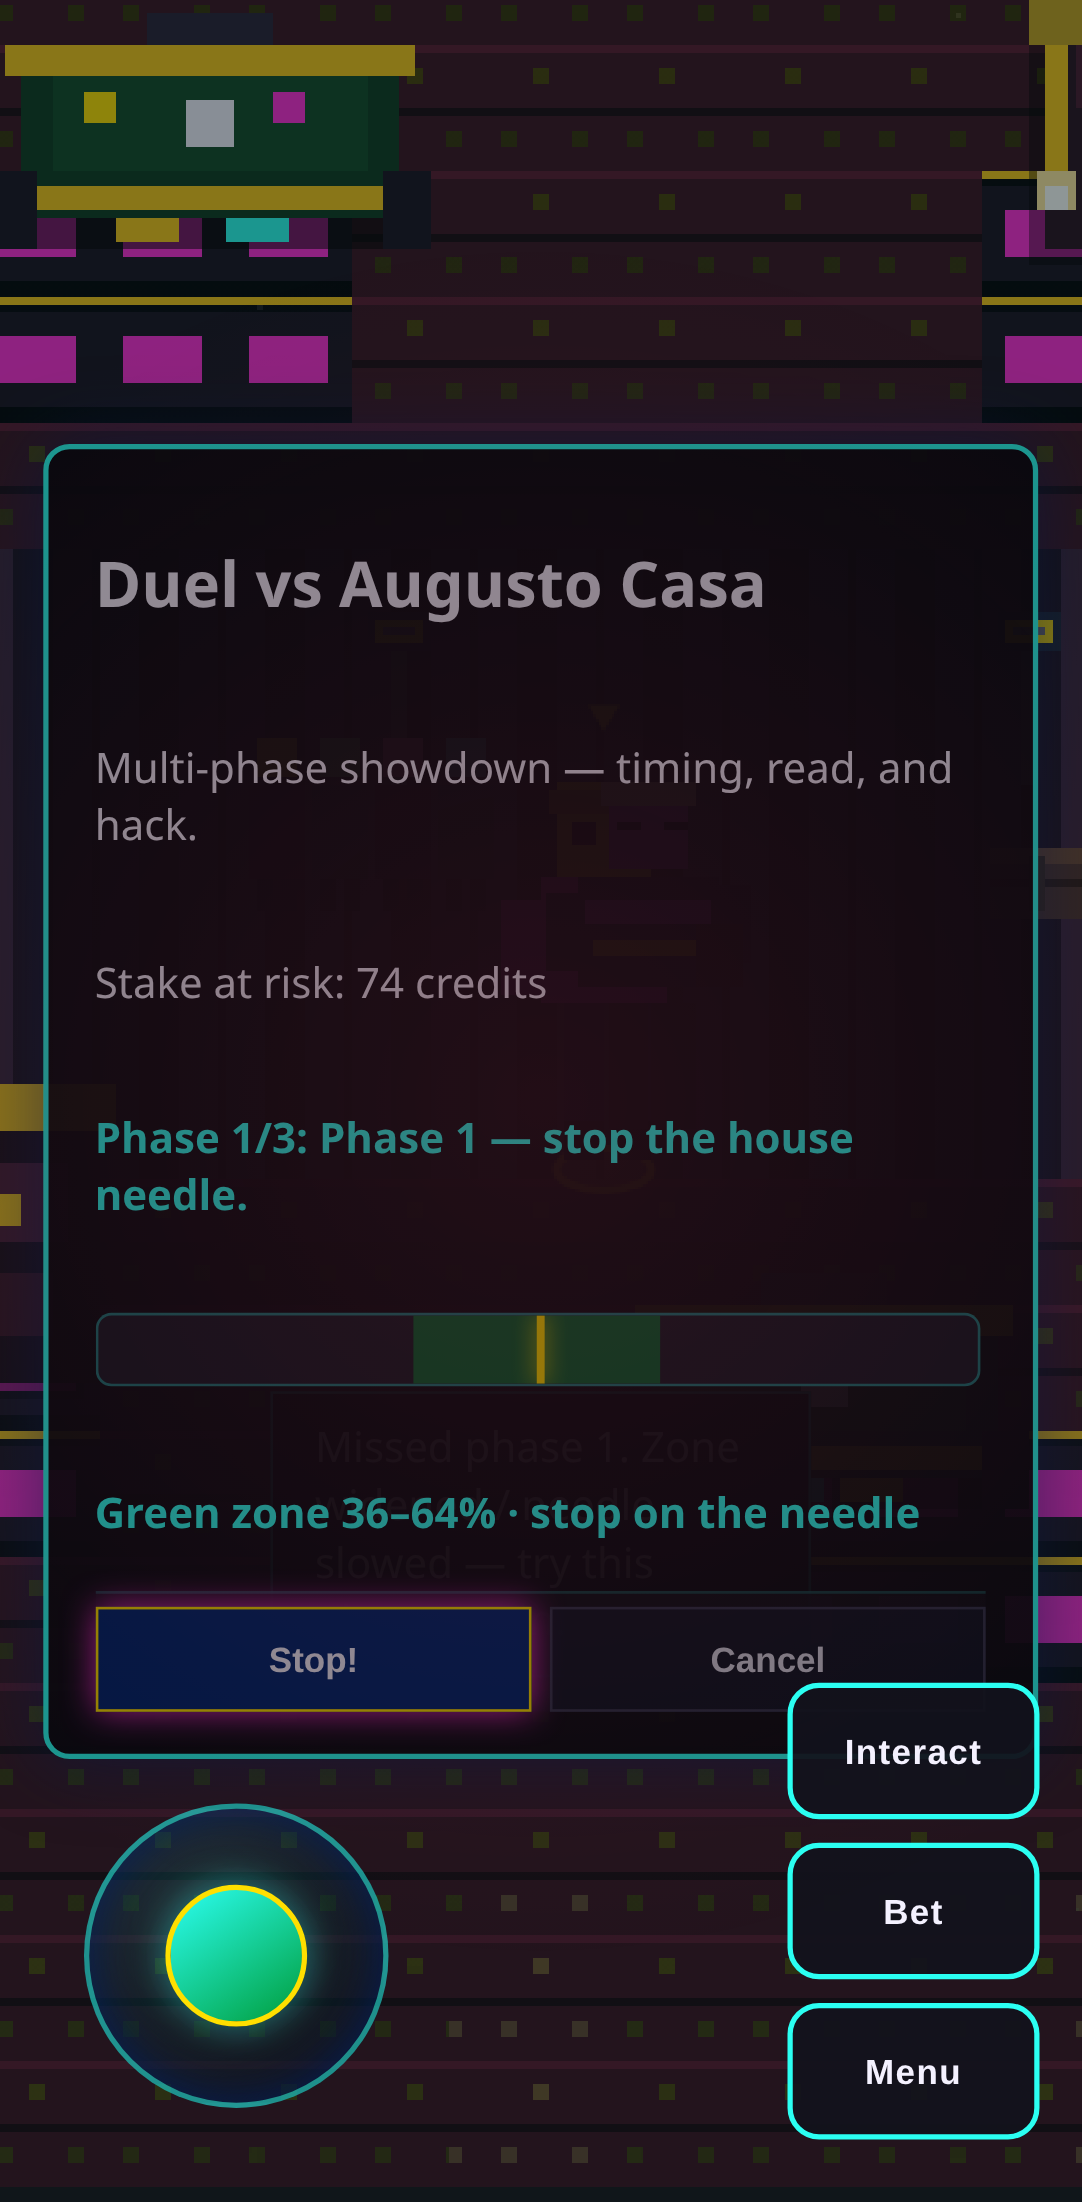 Duel vs Augusto Casa
Multi-phase showdown — timing, read, and
hack.
Stake at risk: 74 credits
Phase 1/3: Phase 1 — stop the house
needle.
Missed phase 1. Zone
Green zone 36–64% · stop on the needle
slowed — try this
Stop!
Cancel
Interact
Bet
Menu